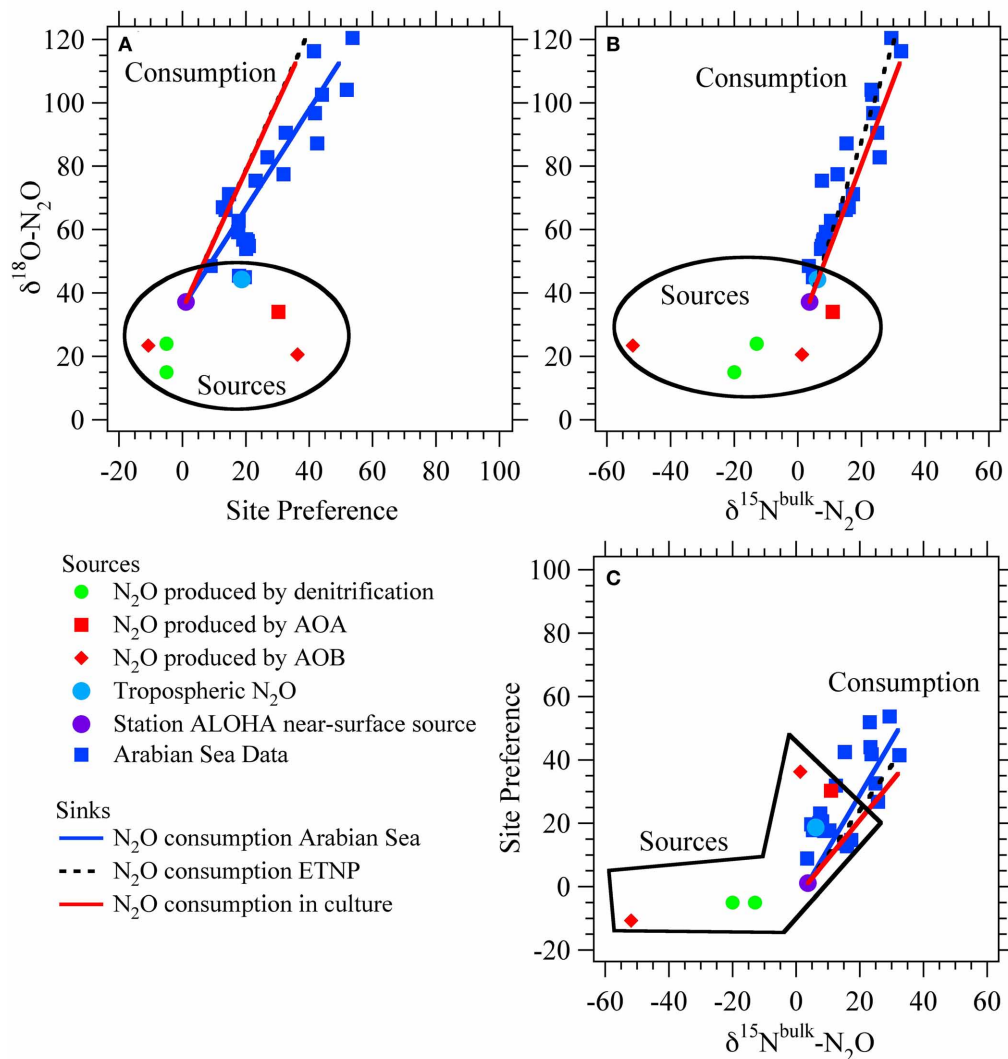 A
120
100
80
60
40
20
0
δ¹⁸O-N₂O
Consumption
Sources
-20 0 20 40 60 80 100
Site Preference
B
120
100
80
60
40
20
0
Consumption
Sources
-60 -40 -20 0 20 40 60
δ¹⁵Nᵇᵘˡᵏ-N₂O
Sources
N₂O produced by denitrification
N₂O produced by AOA
N₂O produced by AOB
Tropospheric N₂O
Station ALOHA near-surface source
Arabian Sea Data
Sinks
N₂O consumption Arabian Sea
N₂O consumption ETNP
N₂O consumption in culture
C
100
80
60
40
20
0
-20
Site Preference
Consumption
Sources
-60 -40 -20 0 20 40 60
δ¹⁵Nᵇᵘˡᵏ-N₂O